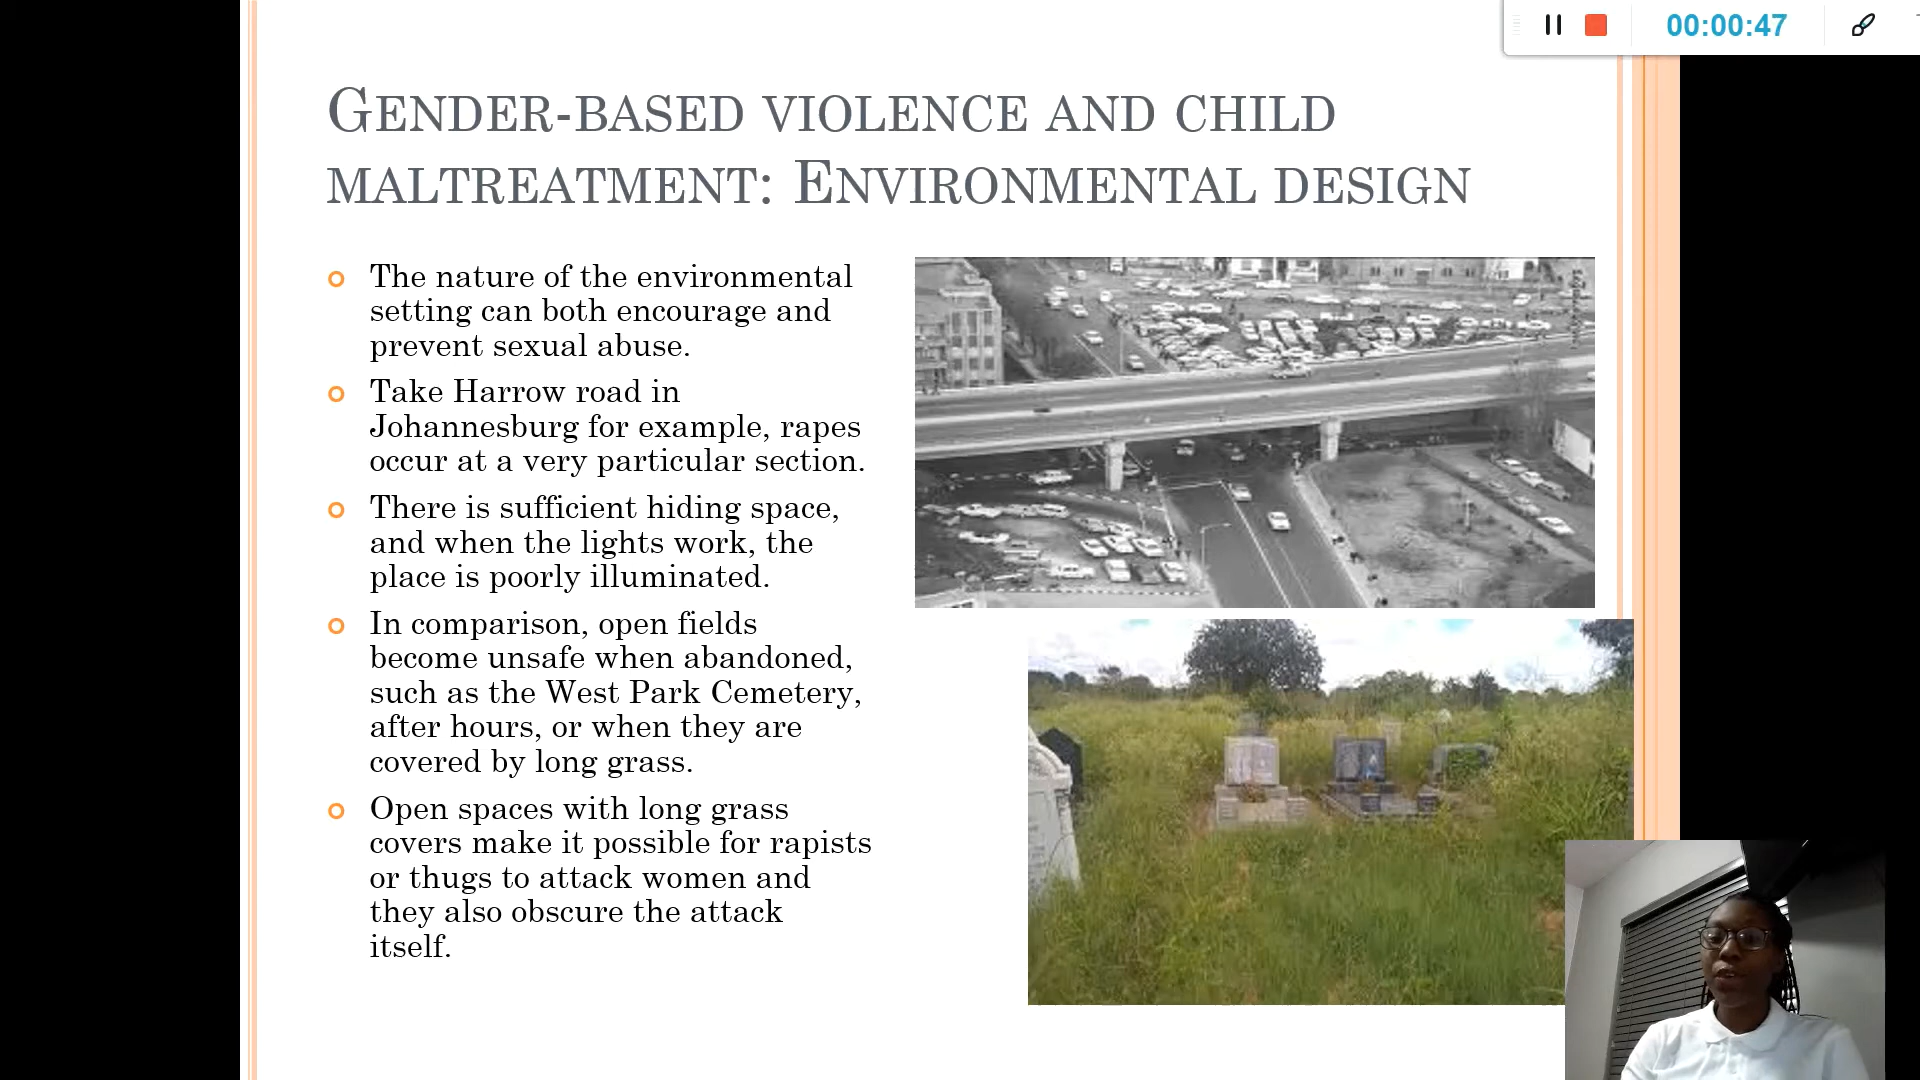 00:00:47
GENDER-BASED VIOLENCE AND CHILD
MALTREATMENT: ENVIRONMENTAL DESIGN
The nature of the environmental
setting can both encourage and
prevent sexual abuse.
Take Harrow road in
Johannesburg for example, rapes
occur at a very particular section.
There is sufficient hiding space,
and when the lights work, the
place is poorly illuminated.
In comparison, open fields
become unsafe when abandoned,
such as the West Park Cemetery,
after hours, or when they are
covered by long grass.
Open spaces with long grass
covers make it possible for rapists
or thugs to attack women and
they also obscure the attack
itself.